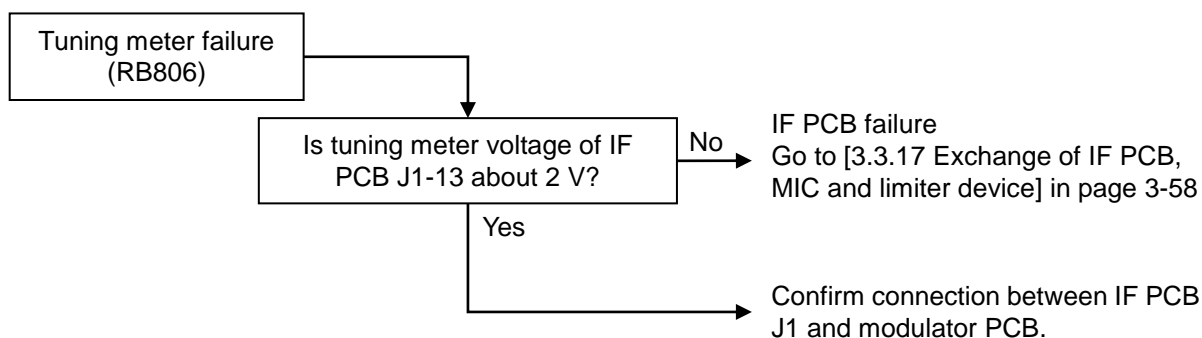 Tuning meter failure
(RB806)
Is tuning meter voltage of IF
PCB J1-13 about 2 V?
No
IF PCB failure
Go to [3.3.17 Exchange of IF PCB,
MIC and limiter device] in page 3-58
Yes
Confirm connection between IF PCB
J1 and modulator PCB.